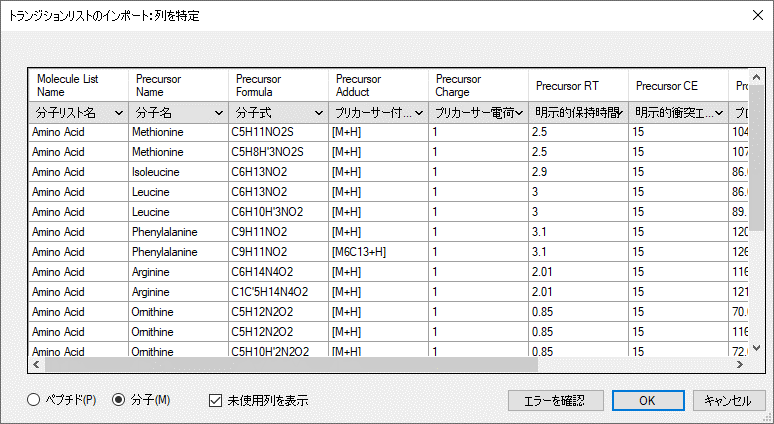 トランジションリストのインポート:列を特定
Molecule List Name Precursor Name Precursor Formula Precursor Adduct Precursor Charge Precursor RT Precursor CE
分子リスト名 分子名 分子式 プリカーサー付... プリカーサー電荷 明示的保持時間 明示的衝突エ...
Amino Acid Methionine C5H11NO2S [M+H] 1 2.5 15 104
Amino Acid Methionine C5H8H'3NO2S [M+H] 1 2.5 15 107
Amino Acid Isoleucine C6H13NO2 [M+H] 1 2.9 15 86.
Amino Acid Leucine C6H13NO2 [M+H] 1 3 15 86.
Amino Acid Leucine C6H10H'3NO2 [M+H] 1 3 15 89.
Amino Acid Phenylalanine C9H11NO2 [M+H] 1 3.1 15 120
Amino Acid Phenylalanine C9H11NO2 [M6C13+H] 1 3.1 15 126
Amino Acid Arginine C6H14N4O2 [M+H] 1 2.01 15 116
Amino Acid Arginine C1C'5H14N4O2 [M+H] 1 2.01 15 121
Amino Acid Ornithine C5H12N2O2 [M+H] 1 0.85 15 70.
Amino Acid Ornithine C5H12N2O2 [M+H] 1 0.85 15 116
Amino Acid Ornithine C5H10H'2N2O2 [M+H] 1 0.85 15 72.
ペプチド(P) 分子(M) 未使用列を表示 エラーを確認 OK キャンセル